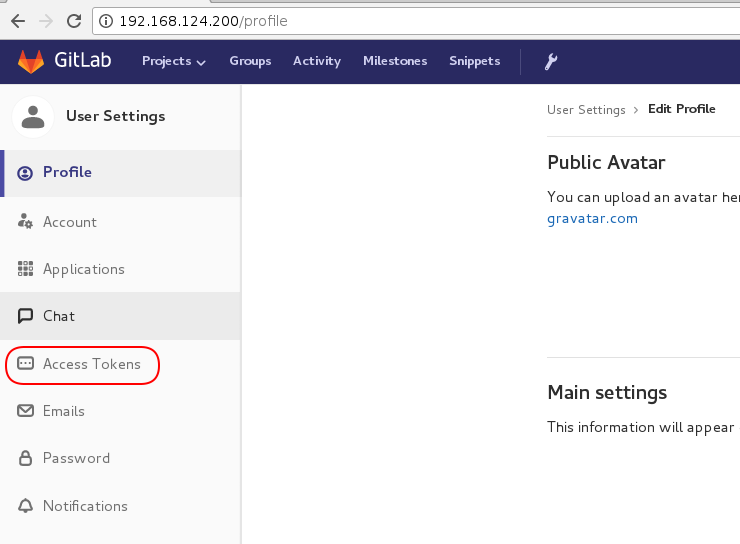 192.168.124.200/profile
GitLab Projects Groups Activity Milestones Snippets
User Settings
Profile
Account
Applications
Chat
Access Tokens
Emails
Password
Notifications
User Settings > Edit Profile
Public Avatar
You can upload an avatar her
gravatar.com
Main settings
This information will appear